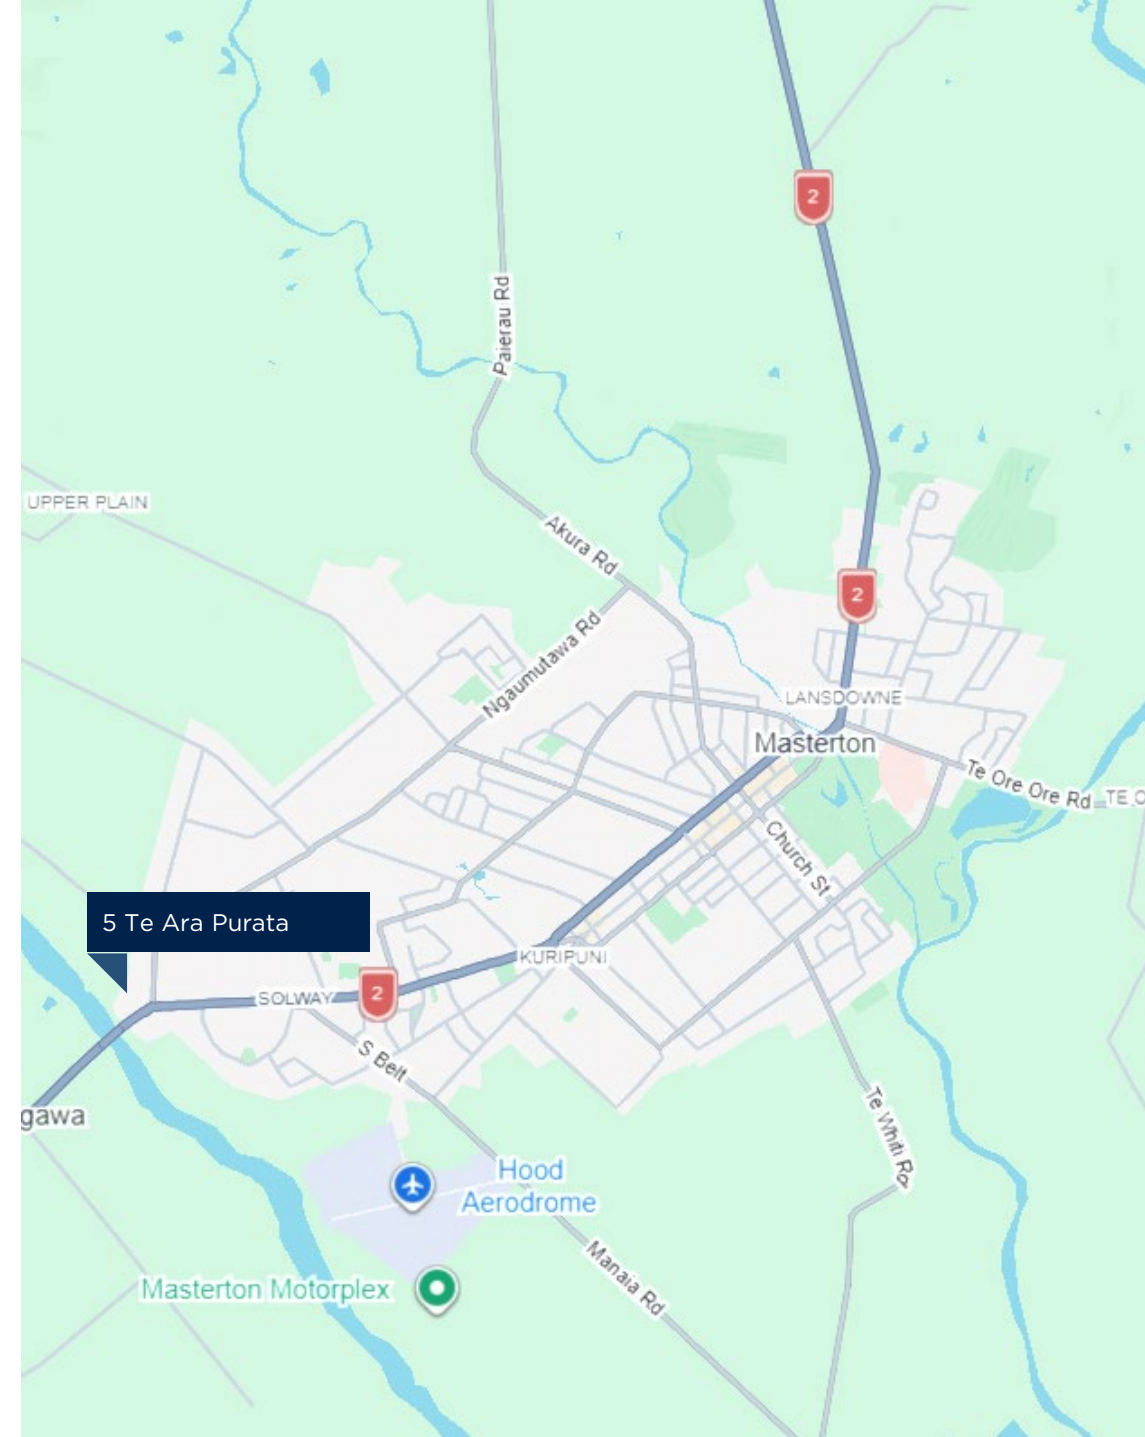 2
Paierau Rd
UPPER PLAIN
Akura Rd
2
Ngaumutawa Rd
LANSDOWNE
Masterton
Te Ore Ore Rd
TE O
Church St
5 Te Ara Purata
KURIPUNI
SOLWAY
2
S Belt
gawa
Te Whiti Rd
Hood
Aerodrome
Manaia Rd
Masterton Motorplex